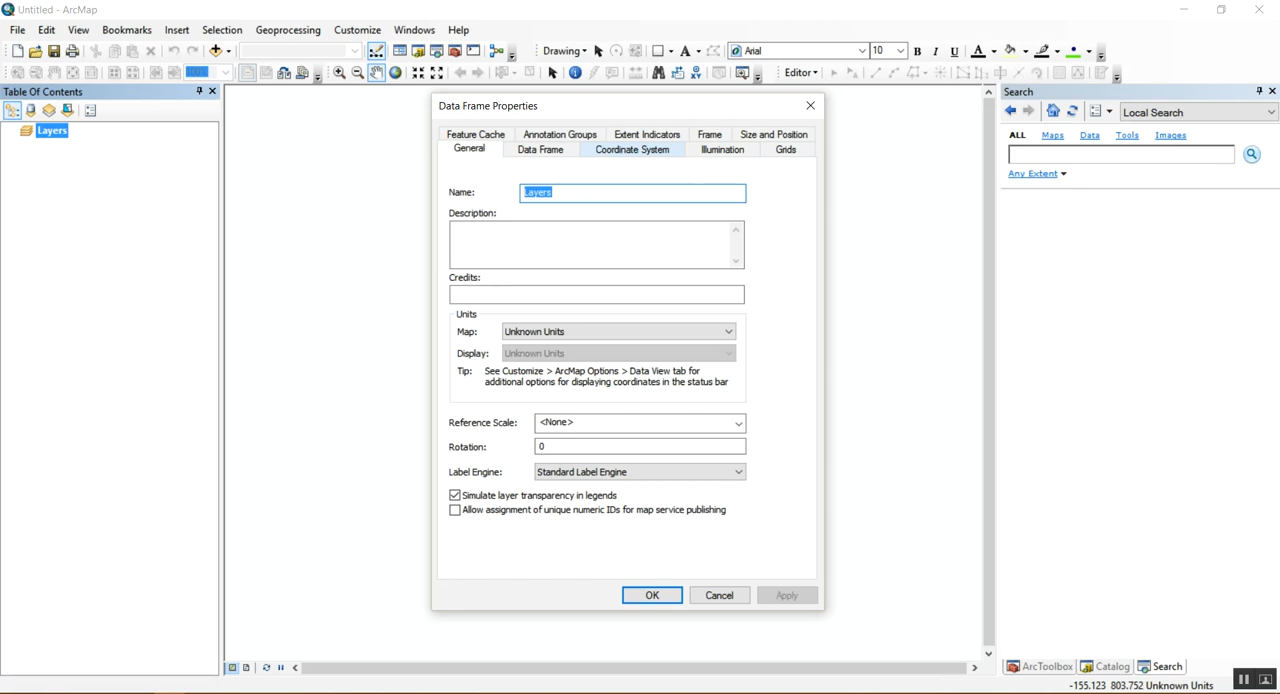 Untitled - ArcMap
File Edit View Bookmarks Insert Selection Geoprocessing Customize Windows Help
Drawing Arial 10 B I U A
100% Editor
Table Of Contents
Layers
Data Frame Properties
Feature Cache Annotation Groups Extent Indicators Frame Size and Position
General Data Frame Coordinate System Illumination Grids
Name: Layers
Description:
Credits:
Units
Map: Unknown Units
Display: Unknown Units
Tip: See Customize > ArcMap Options > Data View tab for
additional options for displaying coordinates in the status bar
Reference Scale: <None>
Rotation: 0
Label Engine: Standard Label Engine
Simulate layer transparency in legends
Allow assignment of unique numeric IDs for map service publishing
OK Cancel Apply
Search
Local Search
ALL Maps Data Tools Images
Any Extent
ArcToolbox Catalog Search
-155.123 803.752 Unknown Units